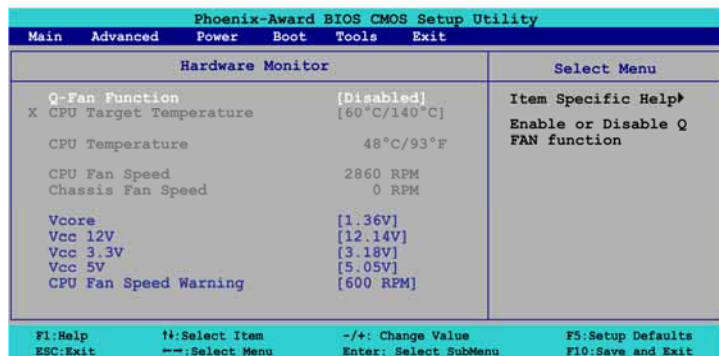 Phoenix-Award BIOS CMOS Setup Utility
Main Advanced Power Boot Tools Exit
Hardware Monitor
Select Menu
Q-Fan Function [Disabled]
X CPU Target Temperature [60°C/140°C]
CPU Temperature 48°C/93°F
CPU Fan Speed 2860 RPM
Chassis Fan Speed 0 RPM
Vcore [1.36V]
Vcc 12V [12.14V]
Vcc 3.3V [3.18V]
Vcc 5V [5.05V]
CPU Fan Speed Warning [600 RPM]
Item Specific Help▶
Enable or Disable Q
FAN function
F1:Help ↑↓:Select Item -/+: Change Value F5:Setup Defaults
ESC:Exit ←→:Select Menu Enter: Select SubMenu F10:Save and Exit